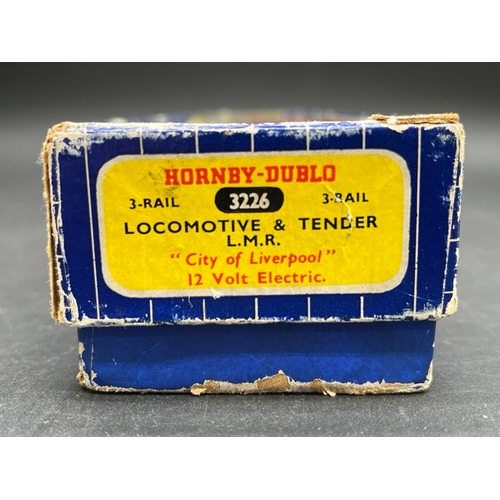 HORNBY-DUBLO
3-RAIL 3226 3-RAIL
LOCOMOTIVE & TENDER
L.M.R.
"City of Liverpool"
12 Volt Electric.